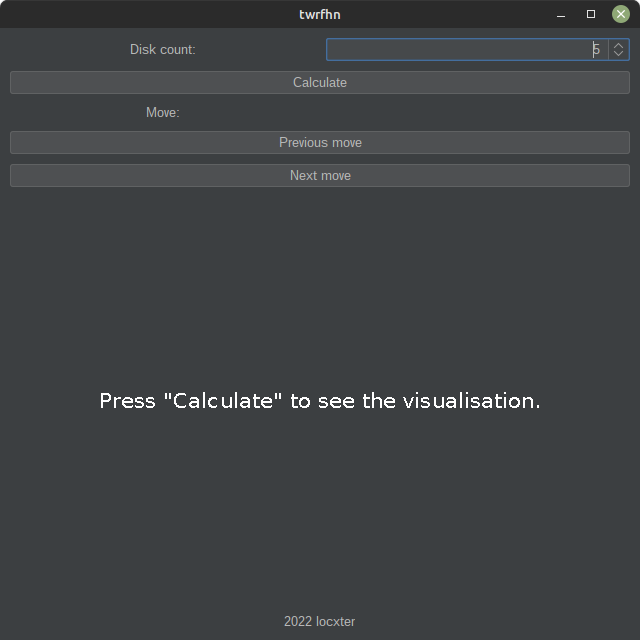 twrfhn
Disk count: 5
Calculate
Move:
Previous move
Next move
Press "Calculate" to see the visualisation.
2022 locxter